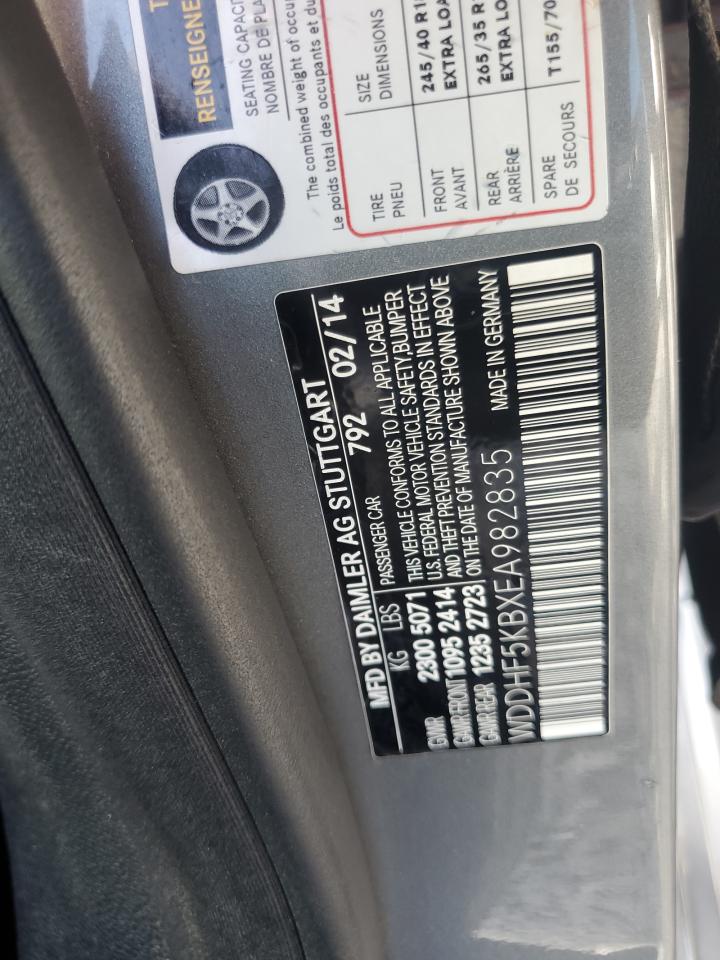 RENSEIGNE
SEATING CAPACI
NOMBRE DE PLA
The combined weight of occu
Le poids total des occupants et du
TIRE SIZE
PNEU DIMENSIONS
FRONT 245/40 R1
AVANT EXTRA LOA
REAR 265/35 R
ARRIÈRE EXTRA LO
SPARE T155/70
DE SECOURS
MFD BY DAIMLER AG STUTTGART
792 02/14
KG LBS PASSENGER CAR
GVWR 2300 5071
GAWR FRONT 1095 2414
GAWR REAR 1235 2723
THIS VEHICLE CONFORMS TO ALL APPLICABLE
U.S. FEDERAL MOTOR VEHICLE SAFETY, BUMPER
AND THEFT PREVENTION STANDARDS IN EFFECT
ON THE DATE OF MANUFACTURE SHOWN ABOVE
WDDHF5KBXEA982835 MADE IN GERMANY